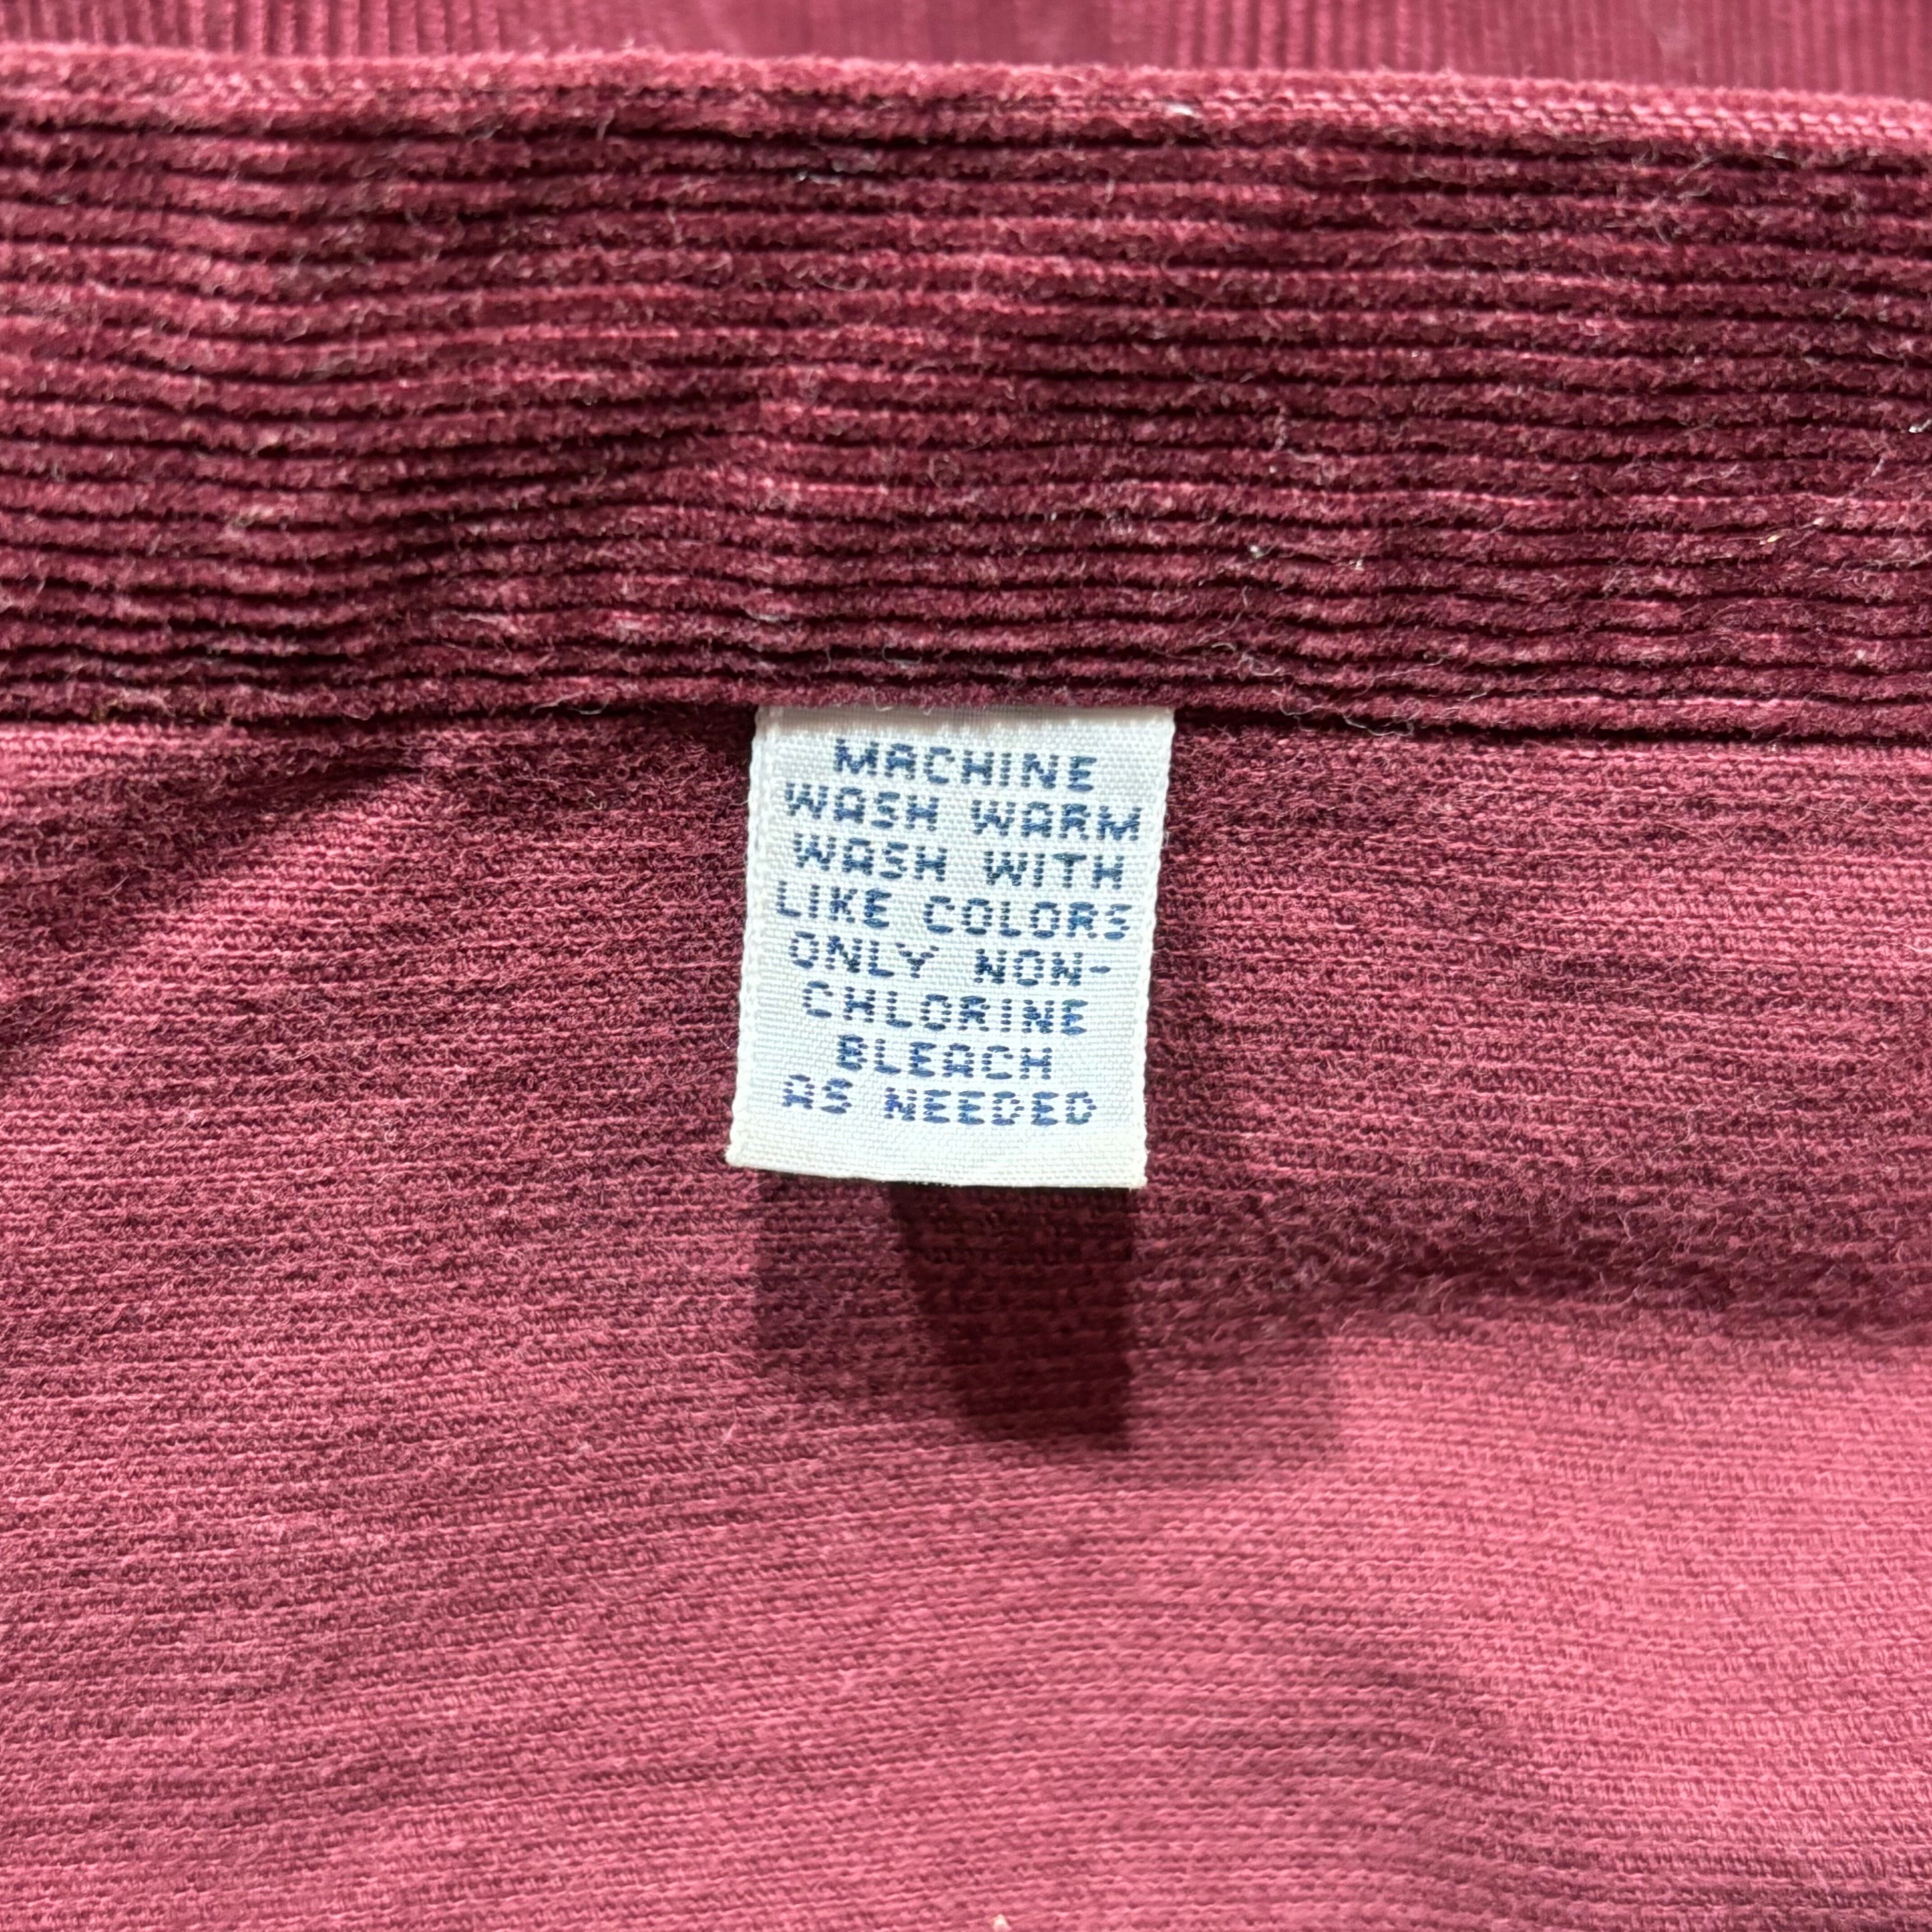 MACHINE
WASH WARM
WASH WITH
LIKE COLORS
ONLY NON-
CHLORINE
BLEACH
AS NEEDED